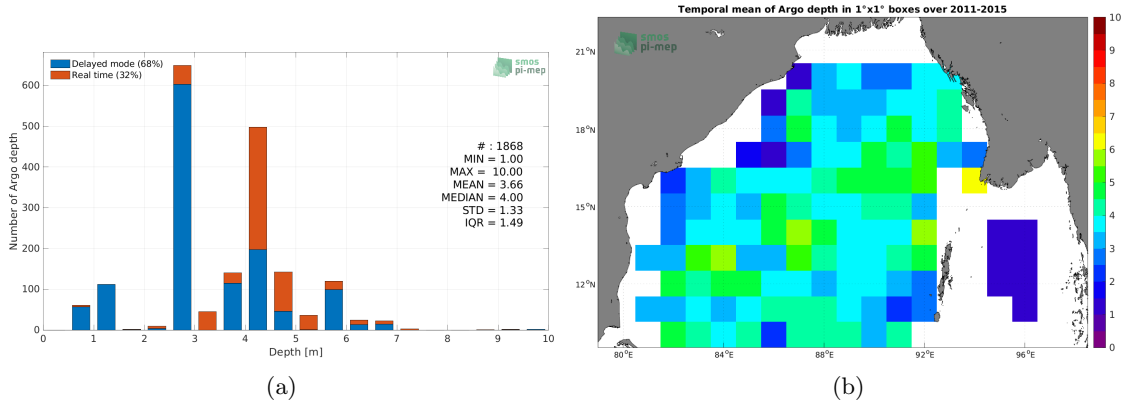 Delayed mode (68%)
Real time (32%)
smos
pi-mep
# : 1868
MIN = 1.00
MAX = 10.00
MEAN = 3.66
MEDIAN = 4.00
STD = 1.33
IQR = 1.49
Number of Argo depth
600
500
400
300
200
100
0
0 1 2 3 4 5 6 7 8 9 10
Depth [m]
(a)
Temporal mean of Argo depth in 1°x1° boxes over 2011-2015
smos
pi-mep
21°N
18°N
15°N
12°N
80°E 84°E 88°E 92°E 96°E
10
9
8
7
6
5
4
3
2
1
0
(b)